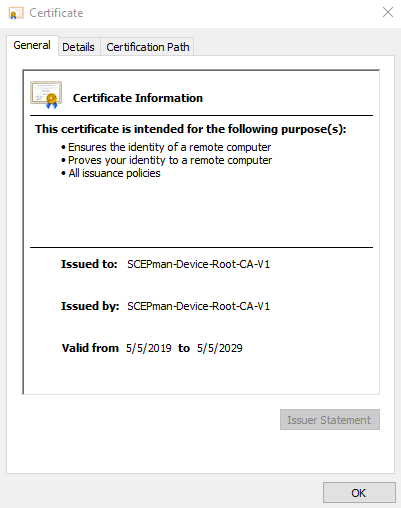 Certificate
General Details Certification Path
Certificate Information
This certificate is intended for the following purpose(s):
• Ensures the identity of a remote computer
• Proves your identity to a remote computer
• All issuance policies
Issued to: SCEPman-Device-Root-CA-V1
Issued by: SCEPman-Device-Root-CA-V1
Valid from 5/5/2019 to 5/5/2029
Issuer Statement
OK